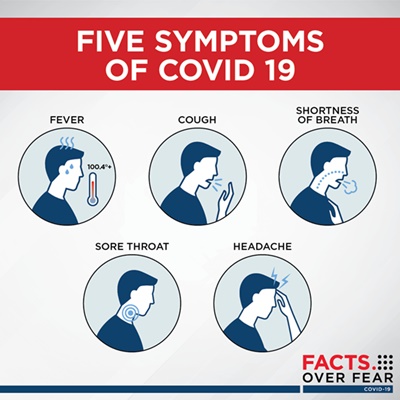 FIVE SYMPTOMS
OF COVID 19
FEVER
COUGH
SHORTNESS
OF BREATH
100.4°+
SORE THROAT
HEADACHE
FACTS.
OVER FEAR
COVID-19